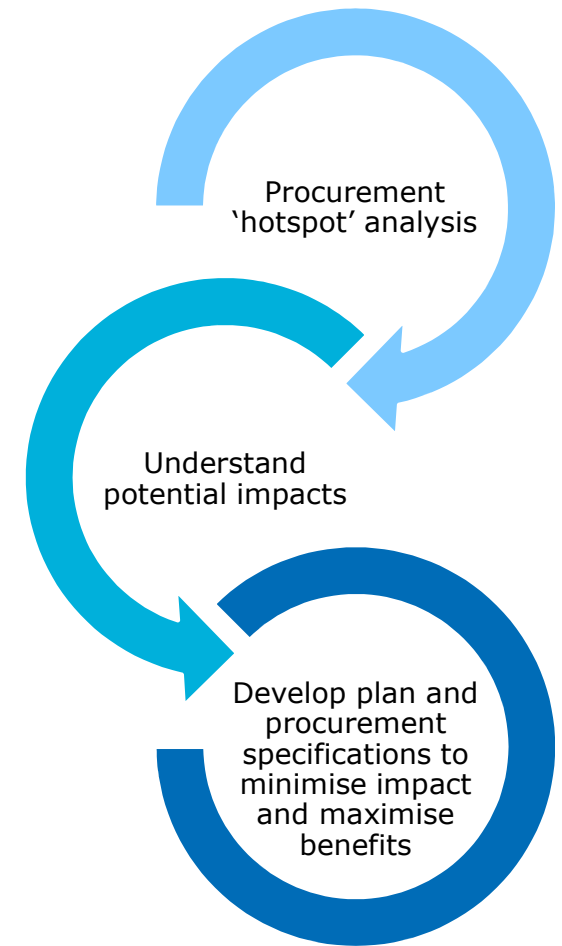 Procurement
‘hotspot’ analysis
Understand
potential impacts
Develop plan and
procurement
specifications to
minimise impact
and maximise
benefits